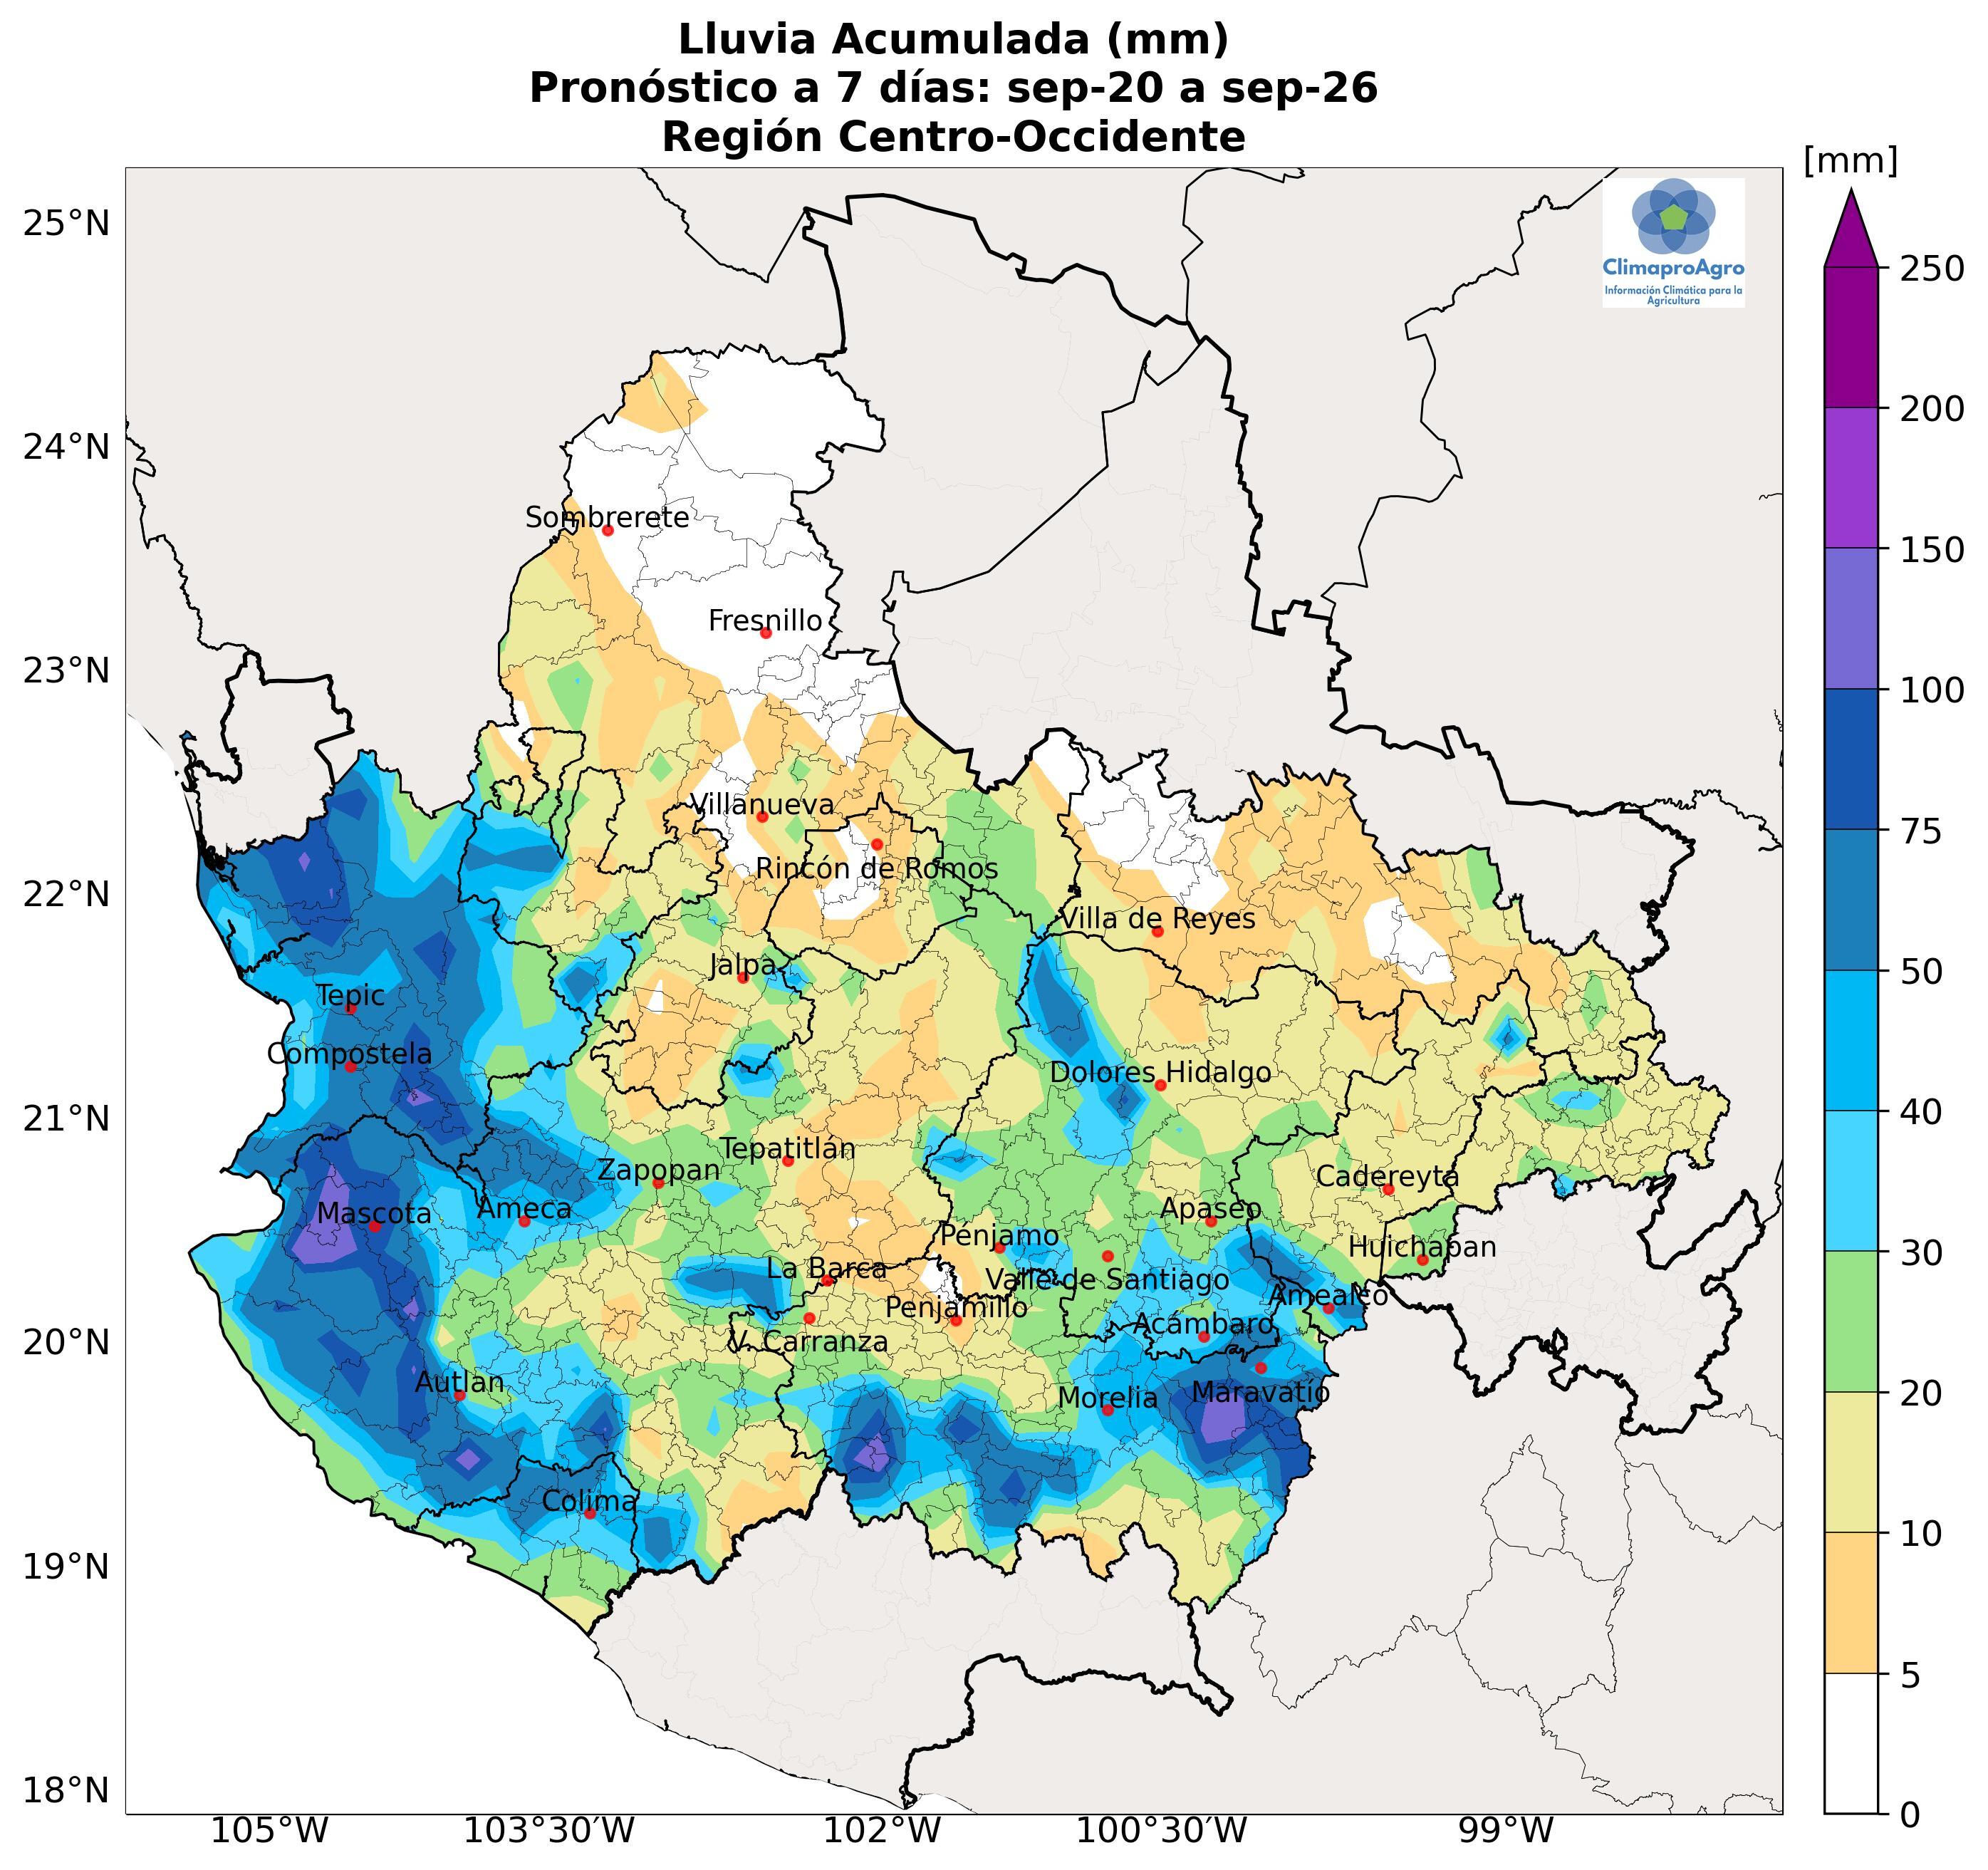 Lluvia Acumulada (mm)
Pronóstico a 7 días: sep-20 a sep-26
Región Centro-Occidente
[mm]
25°N
ClimaproAgro
Información Climática para la
Agricultura
250
24°N
200
Sombrerete
150
Fresnillo
23°N
100
Villanueva
75
Rincón de Romos
22°N
Villa de Reyes
Jalpa
50
Tepic
Compostela
Dolores Hidalgo
21°N
40
Tepatitlán
Zapopan
Cadereyta
Mascota
Ameca
Apaseo
Penjamo
Huichapan
30
La Barca
Valle de Santiago
Penjamillo
Amealco
20°N
V. Carranza
Acámbaro
Autlan
Morelia
Maravatío
20
Colima
10
19°N
5
18°N
0
105°W
103°30'W
102°W
100°30'W
99°W